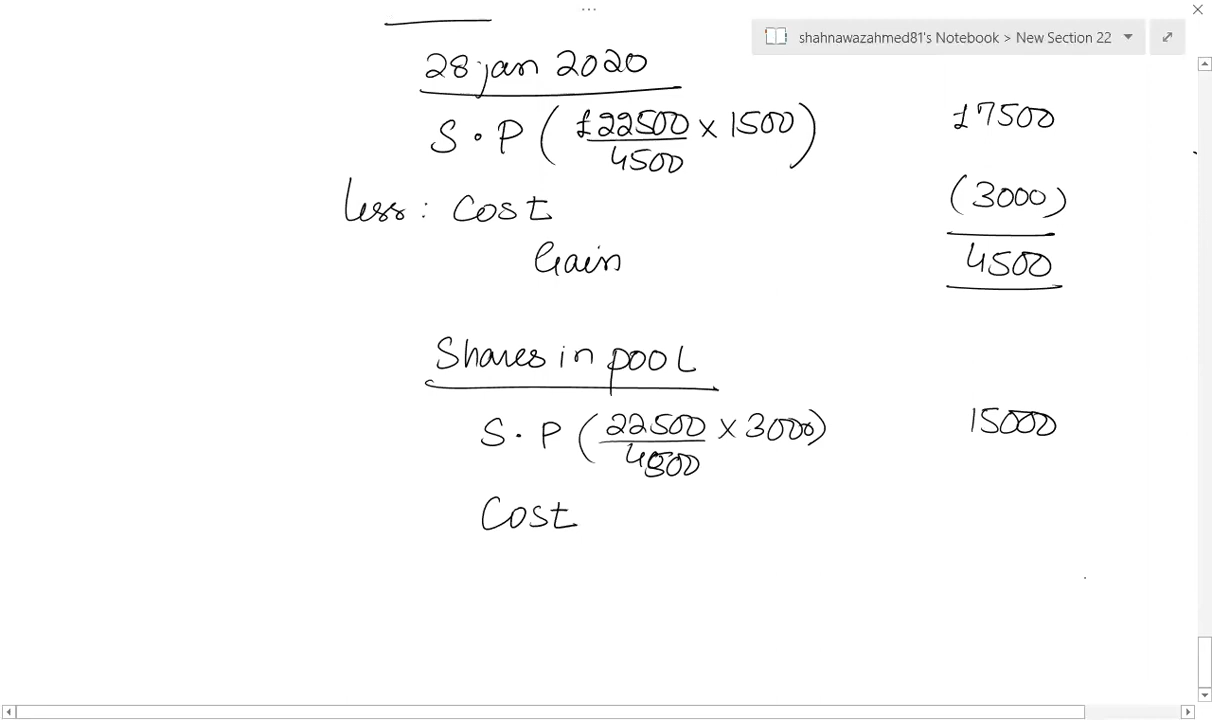 ...
shahnawazahmed81's Notebook > New Section 22
28 jan 2020
S.P ( £22500/4500 × 1500) £7500
less: Cost (3000)
Gain 4500
Shares in pool
S.P ( 22500/4500 × 3000) 15000
Cost